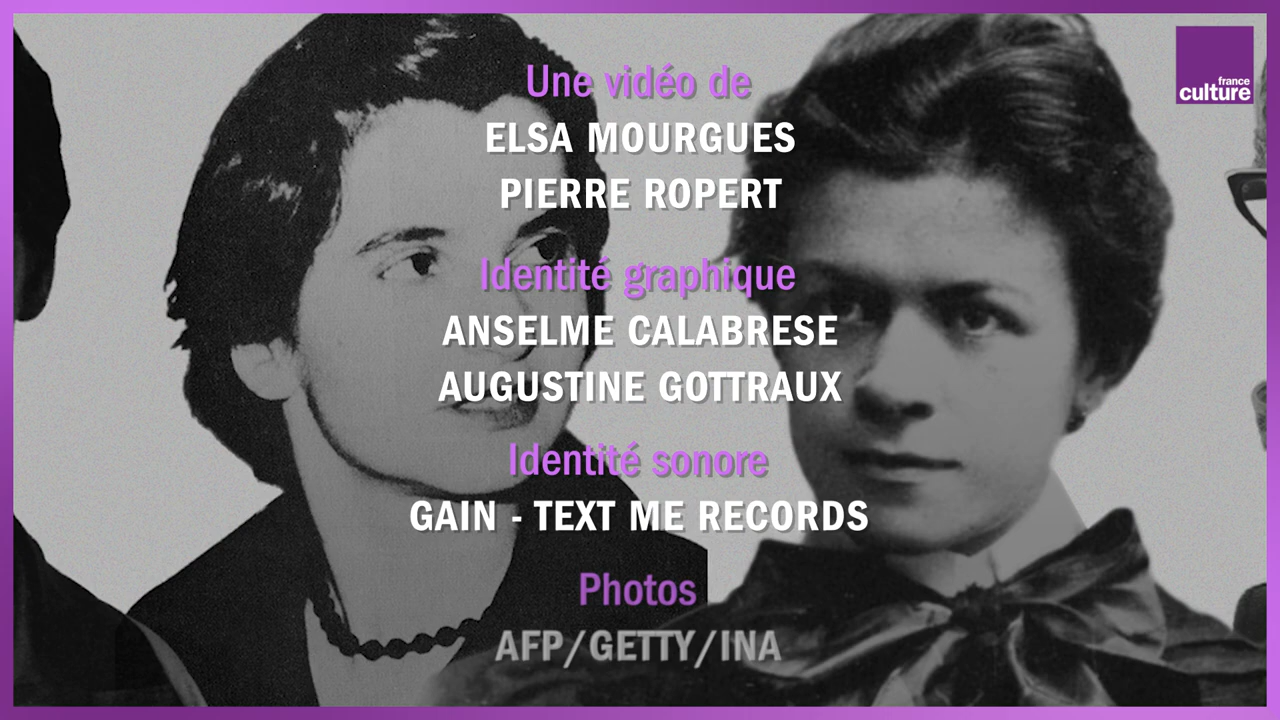 france
culture
Une vidéo de
ELSA MOURGUES
PIERRE ROPERT
Identité graphique
ANSELME CALABRESE
AUGUSTINE GOTTRAUX
Identité sonore
GAIN - TEXT ME RECORDS
Photos
AFP/GETTY/INA